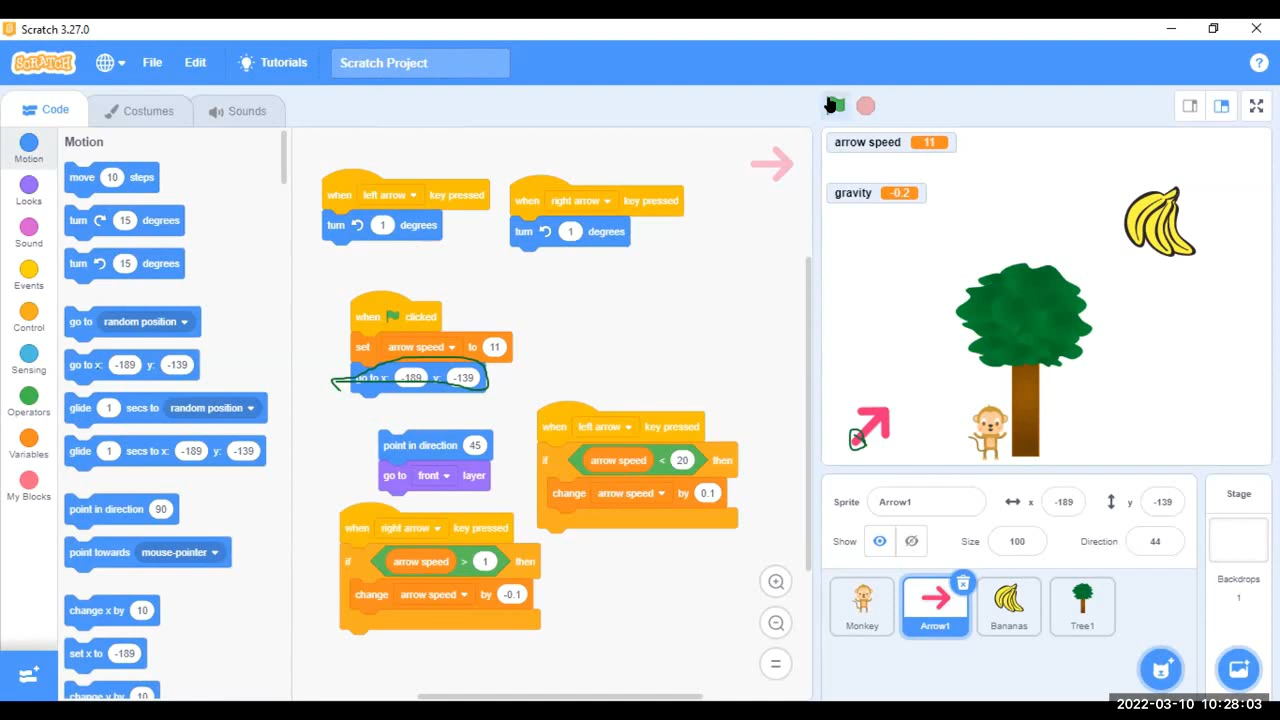 Scratch 3.27.0
SCRATCH File Edit Tutorials Scratch Project ?
Code Costumes Sounds
Motion
Looks
Sound
Events
Control
Sensing
Operators
Variables
My Blocks
Motion
move 10 steps
turn 15 degrees
turn 15 degrees
go to random position
go to x: -189 y: -139
glide 1 secs to random position
glide 1 secs to x: -189 y: -139
point in direction 90
point towards mouse-pointer
change x by 10
set x to -189
change y by 10
when left arrow key pressed
turn 1 degrees
when right arrow key pressed
turn 1 degrees
when clicked
set arrow speed to 11
go to x: -189 y: -139
point in direction 45
go to front layer
when left arrow key pressed
if arrow speed < 20 then
change arrow speed by 0.1
when right arrow key pressed
if arrow speed > 1 then
change arrow speed by -0.1
arrow speed 11
gravity -0.2
Sprite Arrow1 x -189 y -139
Show Size 100 Direction 44
Monkey
Arrow1
Bananas
Tree1
Stage
Backdrops
1
2022-03-10 10:28:03